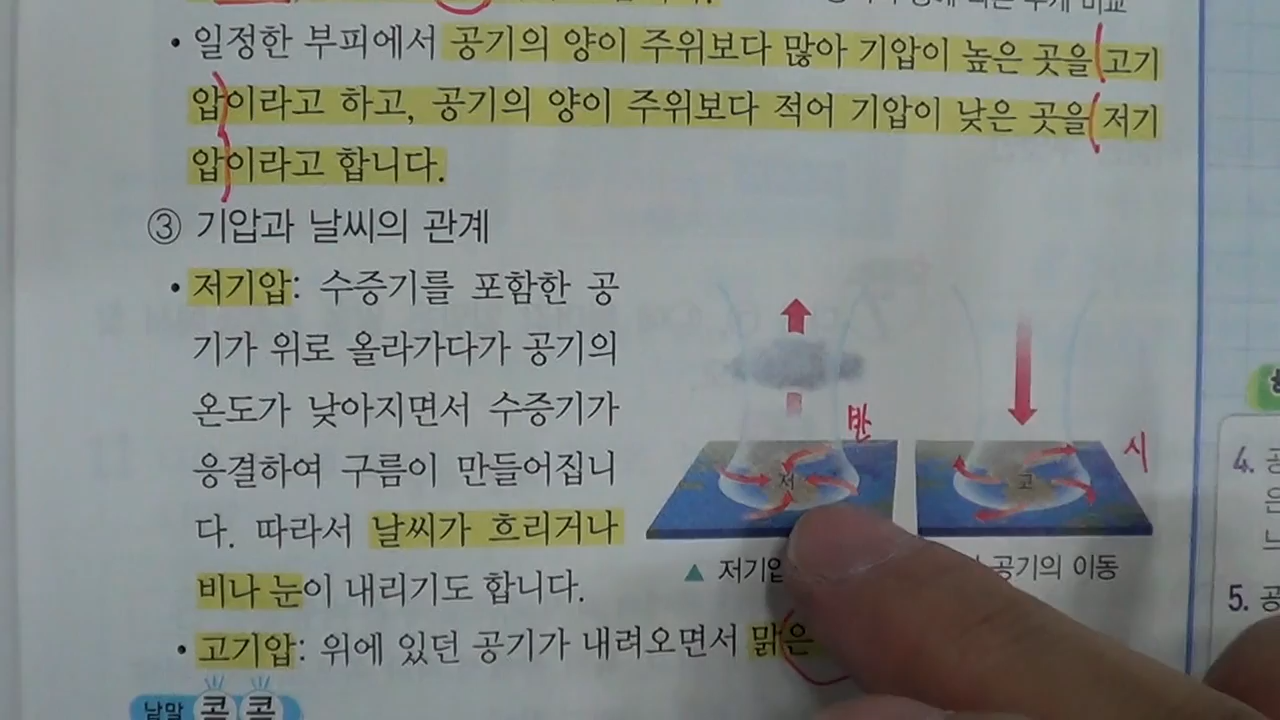 • 일정한 부피에서 공기의 양이 주위보다 많아 기압이 높은 곳을 고기
압이라고 하고, 공기의 양이 주위보다 적어 기압이 낮은 곳을 저기
압이라고 합니다.
③ 기압과 날씨의 관계
• 저기압: 수증기를 포함한 공
기가 위로 올라가다가 공기의
온도가 낮아지면서 수증기가
응결하여 구름이 만들어집니
다. 따라서 날씨가 흐리거나
비나 눈이 내리기도 합니다.
• 고기압: 위에 있던 공기가 내려오면서 맑은
반
시
저
고
▲ 저기압
공기의 이동
낱말 콕콕
4. 공
은
5. 공